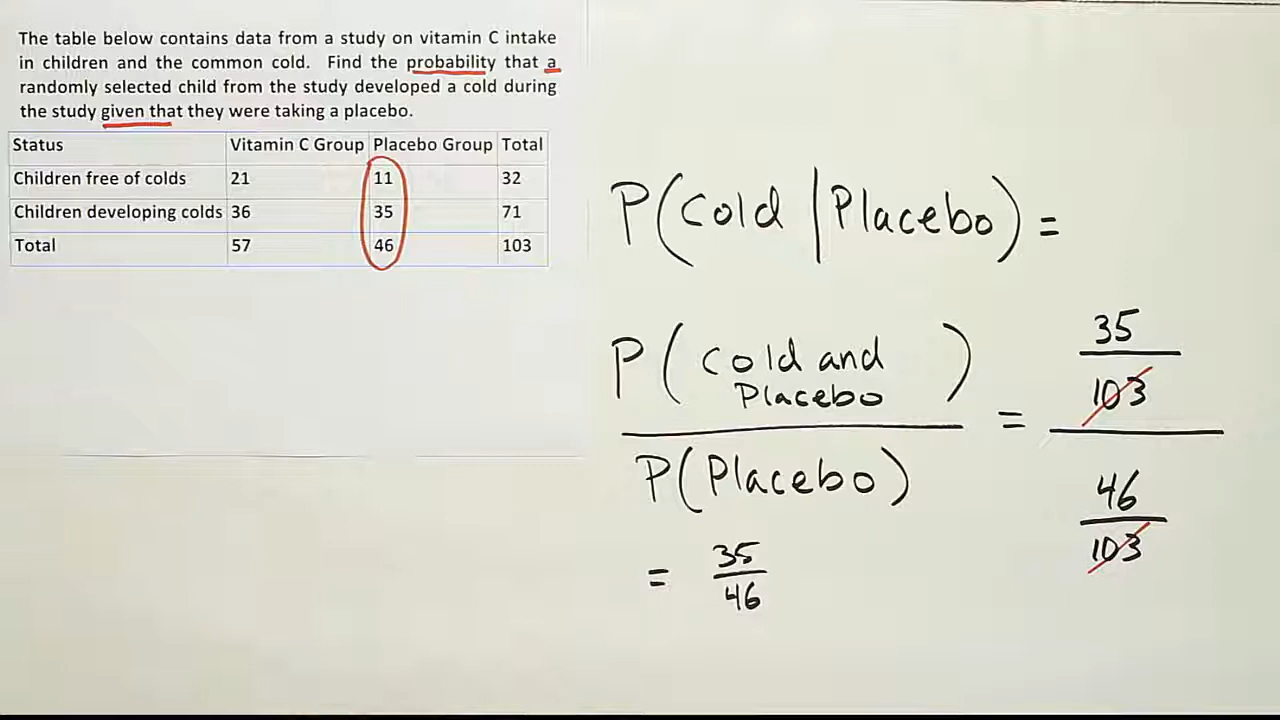 The table below contains data from a study on vitamin C intake
in children and the common cold. Find the probability that a
randomly selected child from the study developed a cold during
the study given that they were taking a placebo.
Status Vitamin C Group Placebo Group Total
Children free of colds 21 11 32
Children developing colds 36 35 71
Total 57 46 103
P(Cold | Placebo) =
P(Cold and
Placebo)
P(Placebo)
=
35
103
46
103
=
35
46